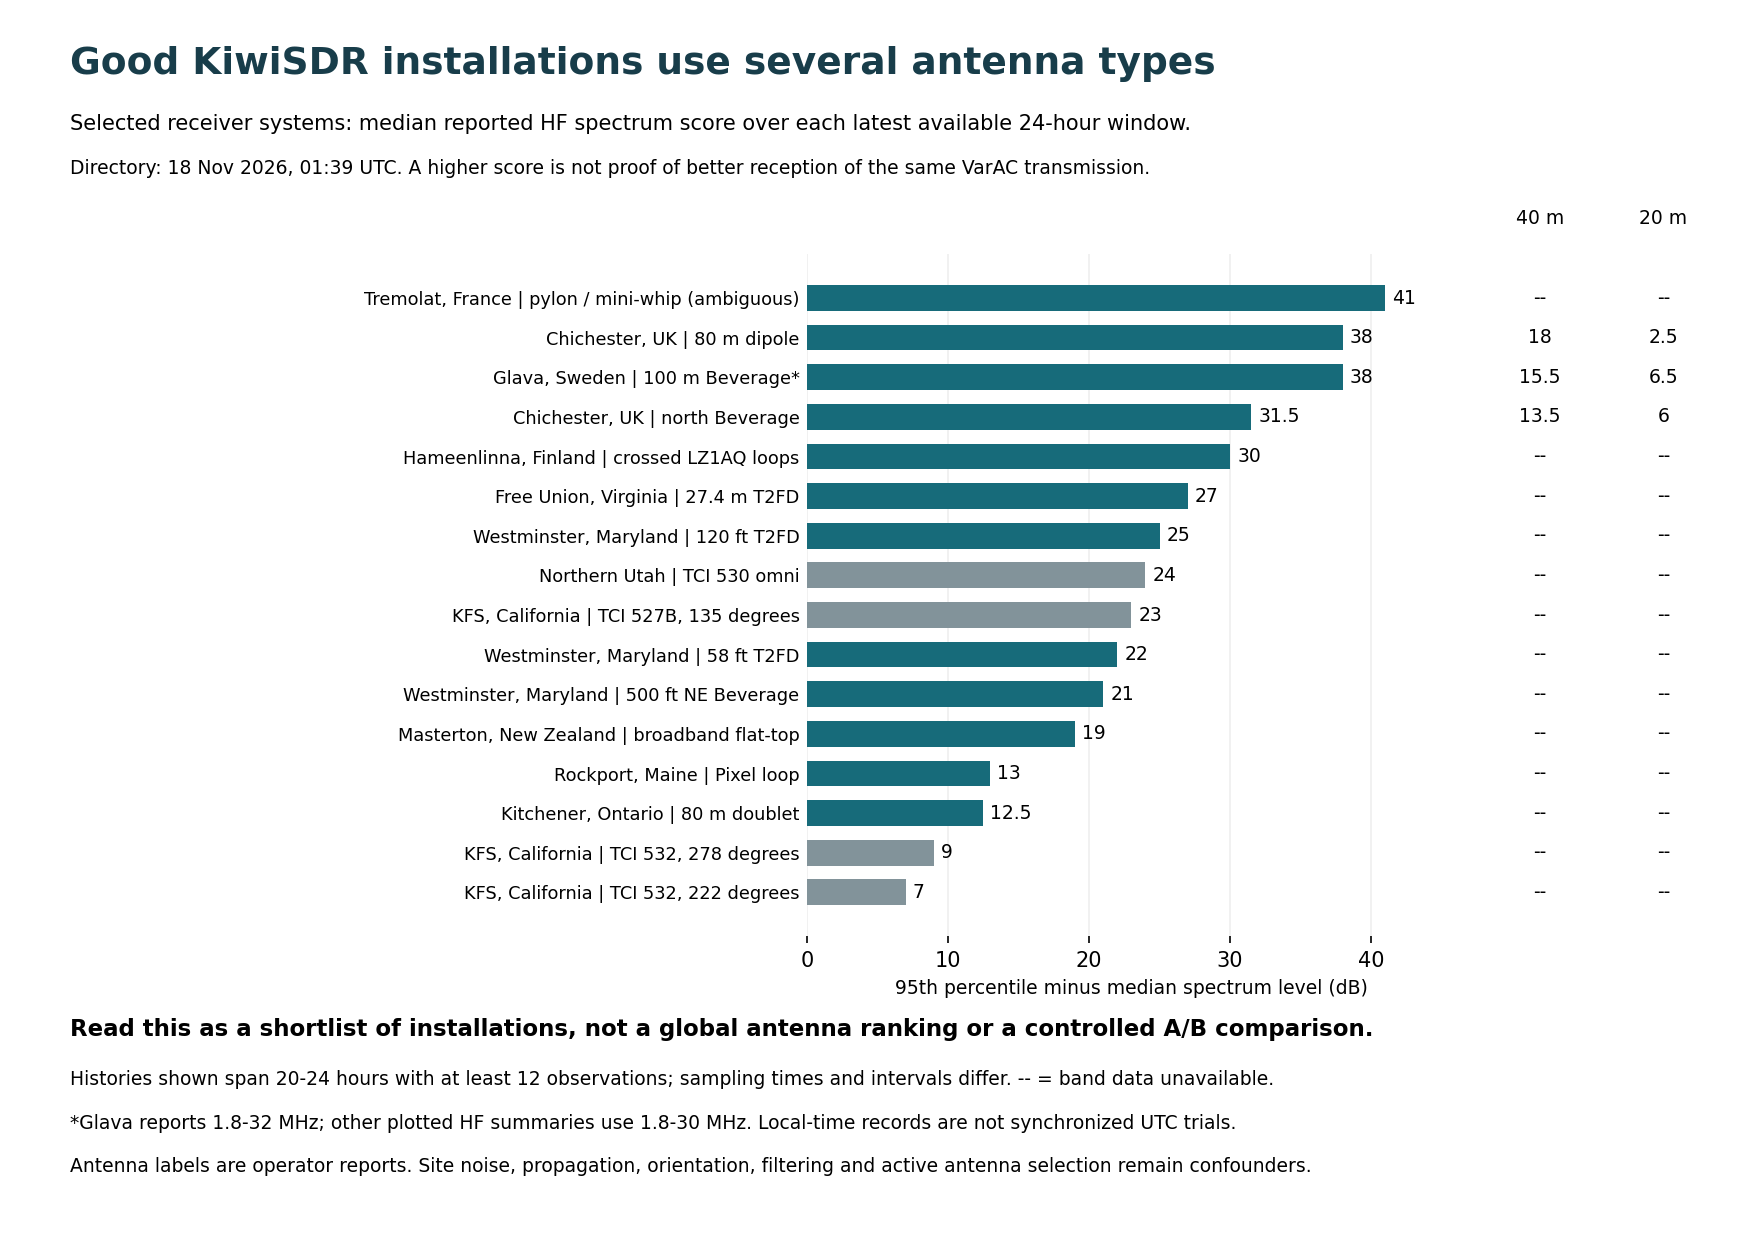 Good KiwiSDR installations use several antenna types
Selected receiver systems: median reported HF spectrum score over each latest available 24-hour window.
Directory: 18 Nov 2026, 01:39 UTC. A higher score is not proof of better reception of the same VarAC transmission.
40 m 20 m
Tremolat, France | pylon / mini-whip (ambiguous) 41 -- --
Chichester, UK | 80 m dipole 38 18 2.5
Glava, Sweden | 100 m Beverage* 38 15.5 6.5
Chichester, UK | north Beverage 31.5 13.5 6
Hameenlinna, Finland | crossed LZ1AQ loops 30 -- --
Free Union, Virginia | 27.4 m T2FD 27 -- --
Westminster, Maryland | 120 ft T2FD 25 -- --
Northern Utah | TCI 530 omni 24 -- --
KFS, California | TCI 527B, 135 degrees 23 -- --
Westminster, Maryland | 58 ft T2FD 22 -- --
Westminster, Maryland | 500 ft NE Beverage 21 -- --
Masterton, New Zealand | broadband flat-top 19 -- --
Rockport, Maine | Pixel loop 13 -- --
Kitchener, Ontario | 80 m doublet 12.5 -- --
KFS, California | TCI 532, 278 degrees 9 -- --
KFS, California | TCI 532, 222 degrees 7 -- --
0 10 20 30 40
95th percentile minus median spectrum level (dB)
Read this as a shortlist of installations, not a global antenna ranking or a controlled A/B comparison.
Histories shown span 20-24 hours with at least 12 observations; sampling times and intervals differ. -- = band data unavailable.
*Glava reports 1.8-32 MHz; other plotted HF summaries use 1.8-30 MHz. Local-time records are not synchronized UTC trials.
Antenna labels are operator reports. Site noise, propagation, orientation, filtering and active antenna selection remain confounders.